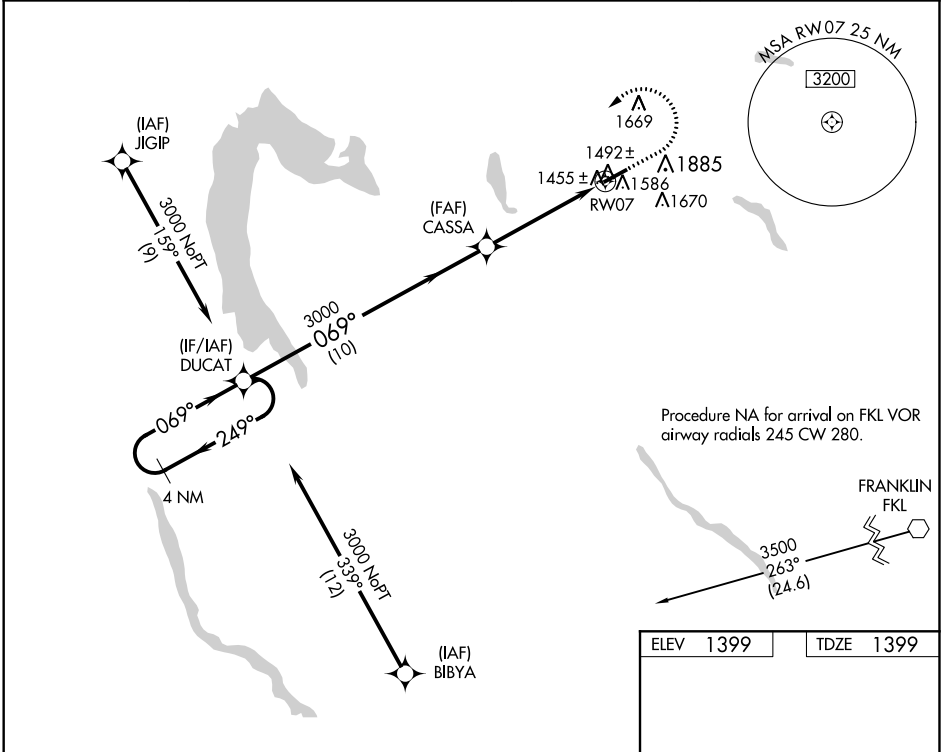 MSA RW07 25 NM
3200
(IAF)
JIGIP
3000 NoPT
159°
(9)
1669
1492±
1455±
1586
1885
1670
RW07
(FAF)
CASSA
3000
069°
(10)
(IF/IAF)
DUCAT
069°
249°
4 NM
3000 NoPT
339°
(12)
(IAF)
BIBYA
Procedure NA for arrival on FKL VOR
airway radials 245 CW 280.
FRANKLIN
FKL
3500
263°
(24.6)
ELEV 1399
TDZE 1399